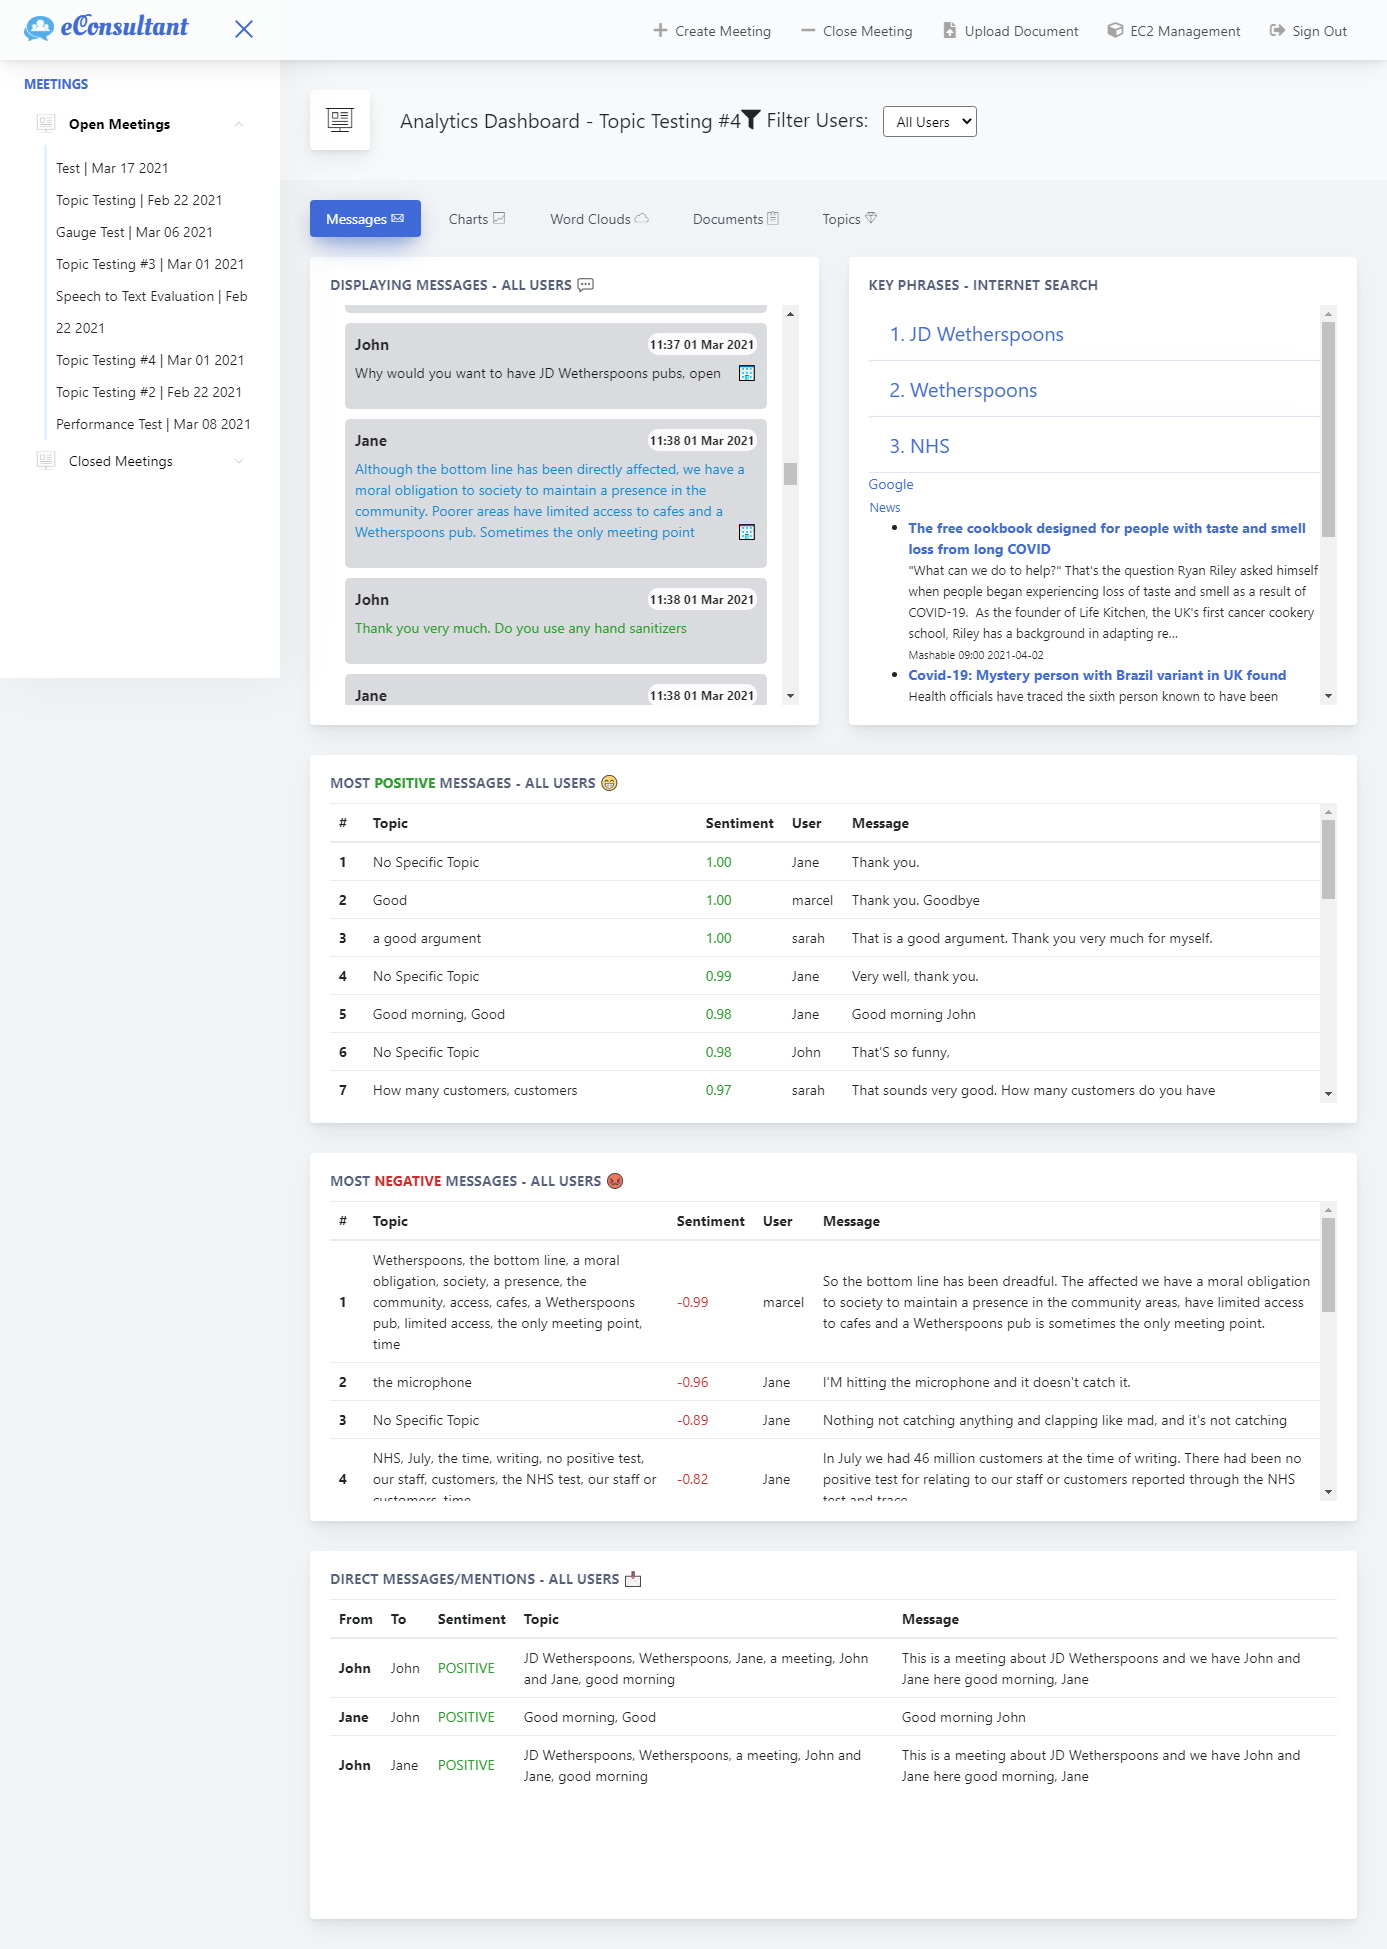 eConsultant
Create Meeting
Close Meeting
Upload Document
EC2 Management
Sign Out
MEETINGS
Open Meetings
Test | Mar 17 2021
Topic Testing | Feb 22 2021
Gauge Test | Mar 06 2021
Topic Testing #3 | Mar 01 2021
Speech to Text Evaluation | Feb
22 2021
Topic Testing #4 | Mar 01 2021
Topic Testing #2 | Feb 22 2021
Performance Test | Mar 08 2021
Closed Meetings
Analytics Dashboard - Topic Testing #4 Filter Users: All Users
Messages
Charts
Word Clouds
Documents
Topics
DISPLAYING MESSAGES - ALL USERS
John 11:37 01 Mar 2021
Why would you want to have JD Wetherspoons pubs, open
Jane 11:38 01 Mar 2021
Although the bottom line has been directly affected, we have a
moral obligation to society to maintain a presence in the
community. Poorer areas have limited access to cafes and a
Wetherspoons pub. Sometimes the only meeting point
John 11:38 01 Mar 2021
Thank you very much. Do you use any hand sanitizers
Jane 11:38 01 Mar 2021
KEY PHRASES - INTERNET SEARCH
1. JD Wetherspoons
2. Wetherspoons
3. NHS
Google
News
The free cookbook designed for people with taste and smell
loss from long COVID
"What can we do to help?" That's the question Ryan Riley asked himself
when people began experiencing loss of taste and smell as a result of
COVID-19. As the founder of Life Kitchen, the UK's first cancer cookery
school, Riley has a background in adapting re...
Mashable 09:00 2021-04-02
Covid-19: Mystery person with Brazil variant in UK found
Health officials have traced the sixth person known to have been
MOST POSITIVE MESSAGES - ALL USERS
# Topic Sentiment User Message
1 No Specific Topic 1.00 Jane Thank you.
2 Good 1.00 marcel Thank you. Goodbye
3 a good argument 1.00 sarah That is a good argument. Thank you very much for myself.
4 No Specific Topic 0.99 Jane Very well, thank you.
5 Good morning, Good 0.98 Jane Good morning John
6 No Specific Topic 0.98 John That'S so funny,
7 How many customers, customers 0.97 sarah That sounds very good. How many customers do you have
MOST NEGATIVE MESSAGES - ALL USERS
# Topic Sentiment User Message
1
Wetherspoons, the bottom line, a moral
obligation, society, a presence, the
community, access, cafes, a Wetherspoons
pub, limited access, the only meeting point,
time
-0.99 marcel
So the bottom line has been dreadful. The affected we have a moral obligation
to society to maintain a presence in the community areas, have limited access
to cafes and a Wetherspoons pub is sometimes the only meeting point.
2 the microphone -0.96 Jane I'M hitting the microphone and it doesn't catch it.
3 No Specific Topic -0.89 Jane Nothing not catching anything and clapping like mad, and it's not catching
4
NHS, July, the time, writing, no positive test,
our staff, customers, the NHS test, our staff or
customers, time
-0.82 Jane
In July we had 46 million customers at the time of writing. There had been no
positive test for relating to our staff or customers reported through the NHS
test and trace
DIRECT MESSAGES/MENTIONS - ALL USERS
From To Sentiment Topic Message
John John POSITIVE
JD Wetherspoons, Wetherspoons, Jane, a meeting, John
and Jane, good morning
This is a meeting about JD Wetherspoons and we have John and
Jane here good morning, Jane
Jane John POSITIVE Good morning, Good Good morning John
John Jane POSITIVE
JD Wetherspoons, Wetherspoons, a meeting, John and
Jane, good morning
This is a meeting about JD Wetherspoons and we have John and
Jane here good morning, Jane